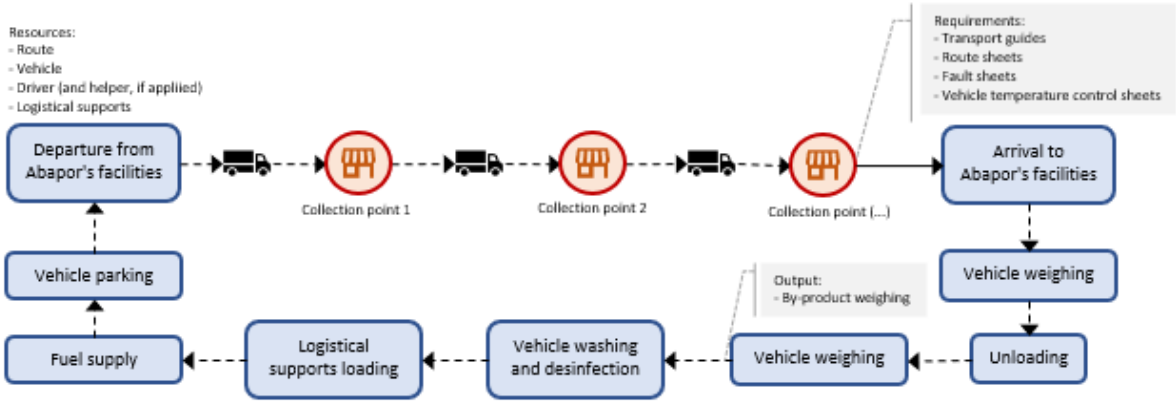 Resources:
- Route
- Vehicle
- Driver (and helper, if appliied)
- Logistical supports
Requirements:
- Transport guides
- Route sheets
- Fault sheets
- Vehicle temperature control sheets
Departure from
Abapor's facilities
Collection point 1
Collection point 2
Collection point (...)
Arrival to
Abapor's facilities
Vehicle parking
Output:
- By-product weighing
Vehicle weighing
Fuel supply
Logistical
supports loading
Vehicle washing
and desinfection
Vehicle weighing
Unloading